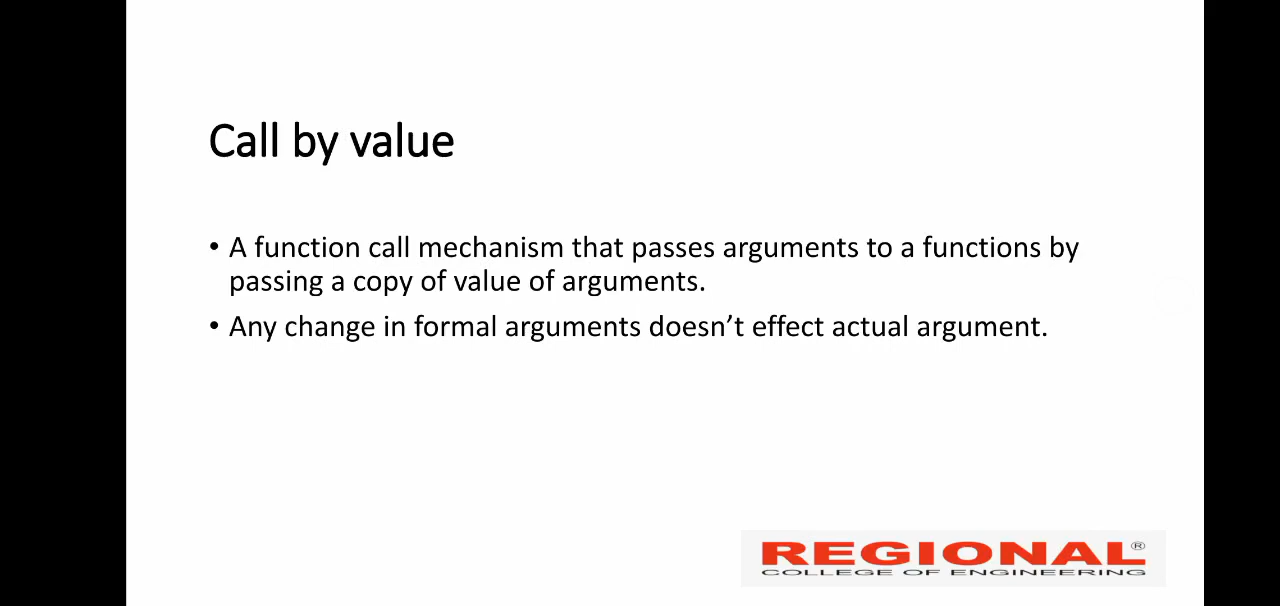 Call by value
• A function call mechanism that passes arguments to a functions by
passing a copy of value of arguments.
• Any change in formal arguments doesn’t effect actual argument.
REGIONAL®
COLLEGE OF ENGINEERING